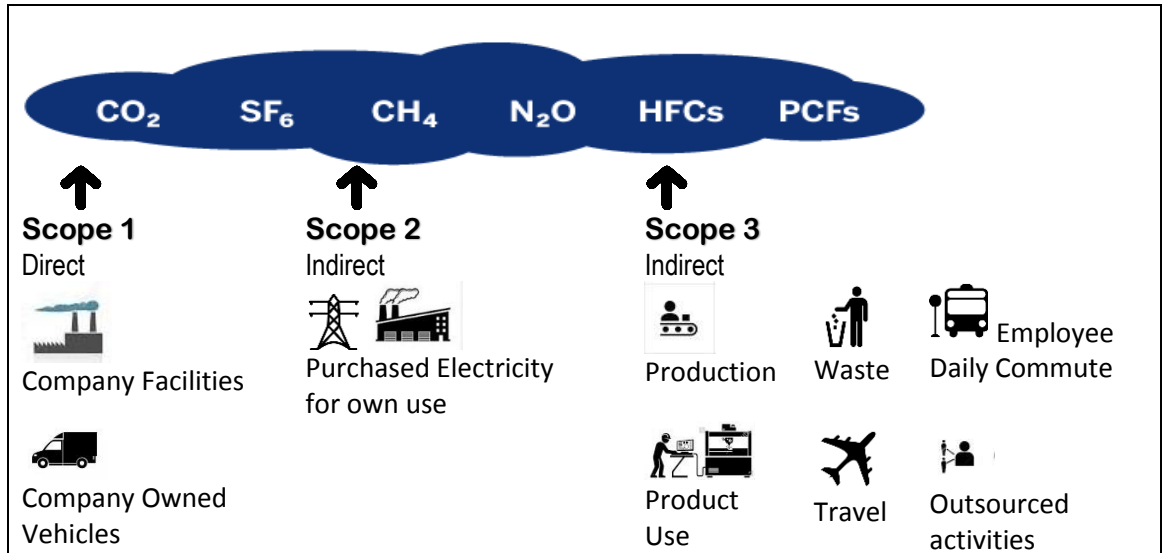 CO₂ SF₆ CH₄ N₂O HFCs PCFs
Scope 1
Direct
Company Facilities
Company Owned
Vehicles
Scope 2
Indirect
Purchased Electricity
for own use
Scope 3
Indirect
Production
Waste
Employee
Daily Commute
Product
Use
Travel
Outsourced
activities